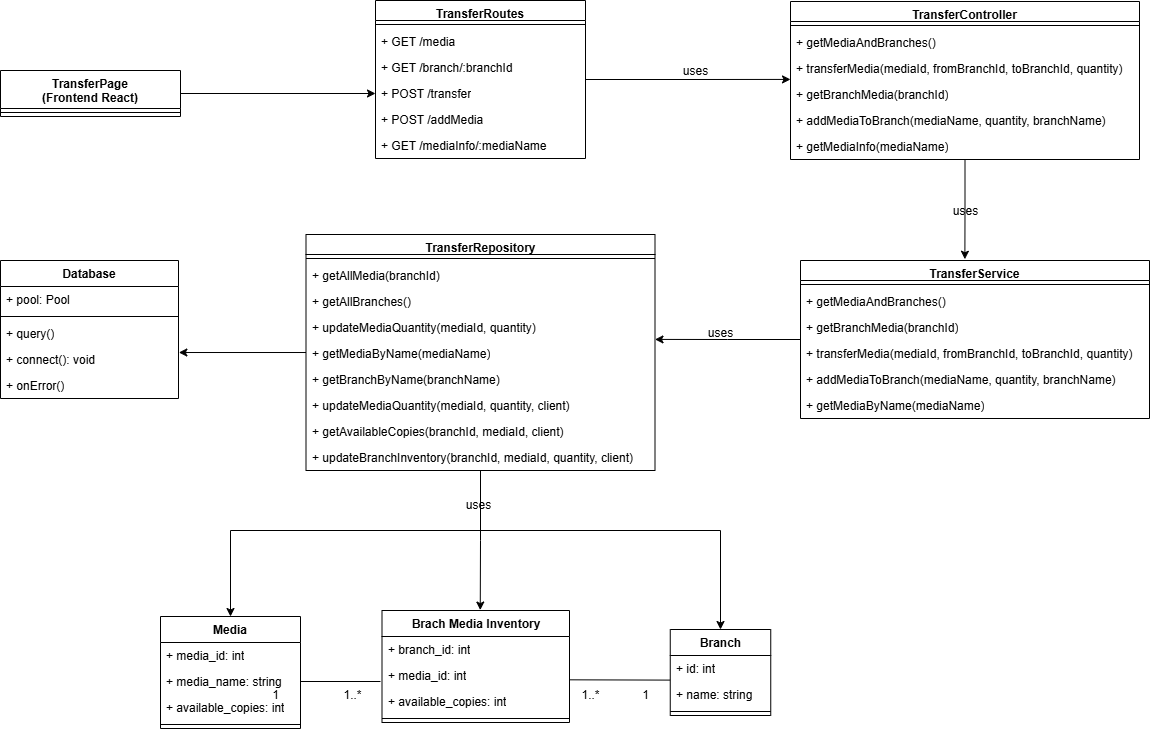 TransferRoutes
+ GET /media
+ GET /branch/:branchId
+ POST /transfer
+ POST /addMedia
+ GET /mediaInfo/:mediaName
TransferController
+ getMediaAndBranches()
+ transferMedia(mediaId, fromBranchId, toBranchId, quantity)
+ getBranchMedia(branchId)
+ addMediaToBranch(mediaName, quantity, branchName)
+ getMediaInfo(mediaName)
TransferPage
(Frontend React)
uses
uses
TransferRepository
+ getAllMedia(branchId)
+ getAllBranches()
+ updateMediaQuantity(mediaId, quantity)
+ getMediaByName(mediaName)
+ getBranchByName(branchName)
+ updateMediaQuantity(mediaId, quantity, client)
+ getAvailableCopies(branchId, mediaId, client)
+ updateBranchInventory(branchId, mediaId, quantity, client)
Database
+ pool: Pool
+ query()
+ connect(): void
+ onError()
TransferService
+ getMediaAndBranches()
+ getBranchMedia(branchId)
+ transferMedia(mediaId, fromBranchId, toBranchId, quantity)
+ addMediaToBranch(mediaName, quantity, branchName)
+ getMediaByName(mediaName)
uses
uses
Media
+ media_id: int
+ media_name: string
+ available_copies: int
1
1..*
Brach Media Inventory
+ branch_id: int
+ media_id: int
+ available_copies: int
1..*
1
Branch
+ id: int
+ name: string